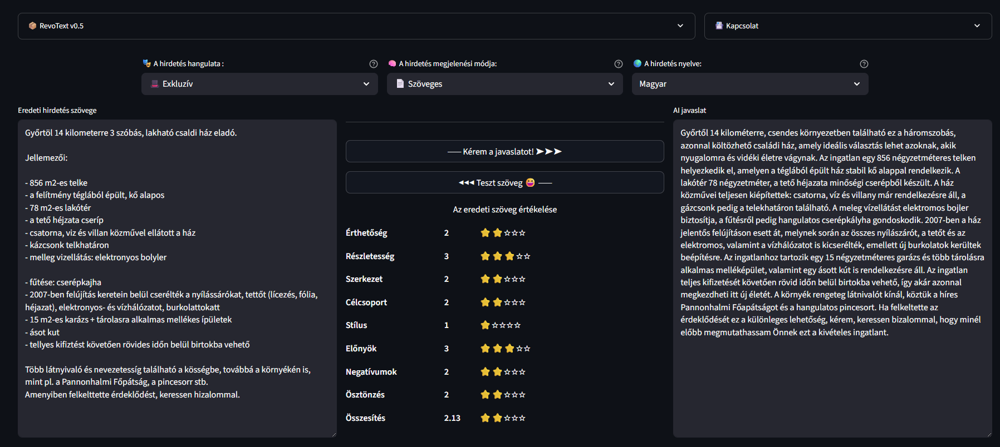 RevoText v0.5
Kapcsolat
A hirdetés hangulata :
A hirdetés megjelenési módja:
A hirdetés nyelve:
Exkluzív
Szöveges
Magyar
Eredeti hirdetés szövege
Győrtöl 14 kilometerre 3 szóbás, lakható csaldi ház eladó.
Jellemezői:
- 856 m2-es telke
- a felítmény téglából épült, kő alapos
- 78 m2-es lakótér
- a tető héjzata cseríp
- csatorna, viz és villan közművel ellátott a ház
- kázcsonk telkhatáron
- melleg vizellátás: elektronyos bolyler
- fűtése: cserépkajha
- 2007-ben felújítás keretein belül cserélték a nyílássárókat, tettőt (lícezés, fólia,
héjazat), elektronyos- és vízhálózatot, burkolattokatt
- 15 m2-es karázs + tárolasra alkalmas mellékes ípületek
- ásot kut
- tellyes kifiztést követően rövides időn belül birtokba vehető
Több látnyivaló és nevezetessíg található a kösségbe, továbbá a környékén is,
mint pl. a Pannonhalmi Főpátság, a pincesorr stb.
Amenyiben felkelttette érdeklődést, keressen hizalommal.
—— Kérem a javaslatot! ➤➤➤
◄◄◄ Teszt szöveg 😆 ——
Az eredeti szöveg értékelése
Érthetőség 2 ⭐⭐☆☆☆
Részletesség 3 ⭐⭐⭐☆☆
Szerkezet 2 ⭐⭐☆☆☆
Célcsoport 2 ⭐⭐☆☆☆
Stílus 1 ⭐☆☆☆☆
Előnyök 3 ⭐⭐⭐☆☆
Negatívumok 2 ⭐⭐☆☆☆
Ösztönzés 2 ⭐⭐☆☆☆
Összesítés 2.13 ⭐⭐☆☆☆
AI javaslat
Győrtől 14 kilométerre, csendes környezetben található ez a háromszobás,
azonnal költözhető családi ház, amely ideális választás lehet azoknak, akik
nyugalomra és vidéki életre vágynak. Az ingatlan egy 856 négyzetméteres telken
helyezkedik el, amelyen a téglából épült ház stabil kő alappal rendelkezik. A
lakótér 78 négyzetméter, a tető héjazata minőségi cserépből készült. A ház
közművei teljesen kiépítettek: csatorna, víz és villany már rendelkezésre áll, a
gázcsonk pedig a telekhatáron található. A meleg vízellátást elektromos bojler
biztosítja, a fűtésről pedig hangulatos cserépkályha gondoskodik. 2007-ben a ház
jelentős felújításon esett át, melynek során az összes nyílászárót, a tetőt és az
elektromos, valamint a vízhálózatot is kicserélték, emellett új burkolatok kerültek
beépítésre. Az ingatlanhoz tartozik egy 15 négyzetméteres garázs és több tárolásra
alkalmas melléképület, valamint egy ásott kút is rendelkezésre áll. Az ingatlan
teljes kifizetését követően rövid időn belül birtokba vehető, így akár azonnal
megkezdheti itt új életét. A környék rengeteg látnivalót kínál, köztük a híres
Pannonhalmi Főapátságot és a hangulatos pincesort. Ha felkeltette az
érdeklődését ez a különleges lehetőség, kérem, keressen bizalommal, hogy minél
előbb megmutathassam Önnek ezt a kivételes ingatlant.